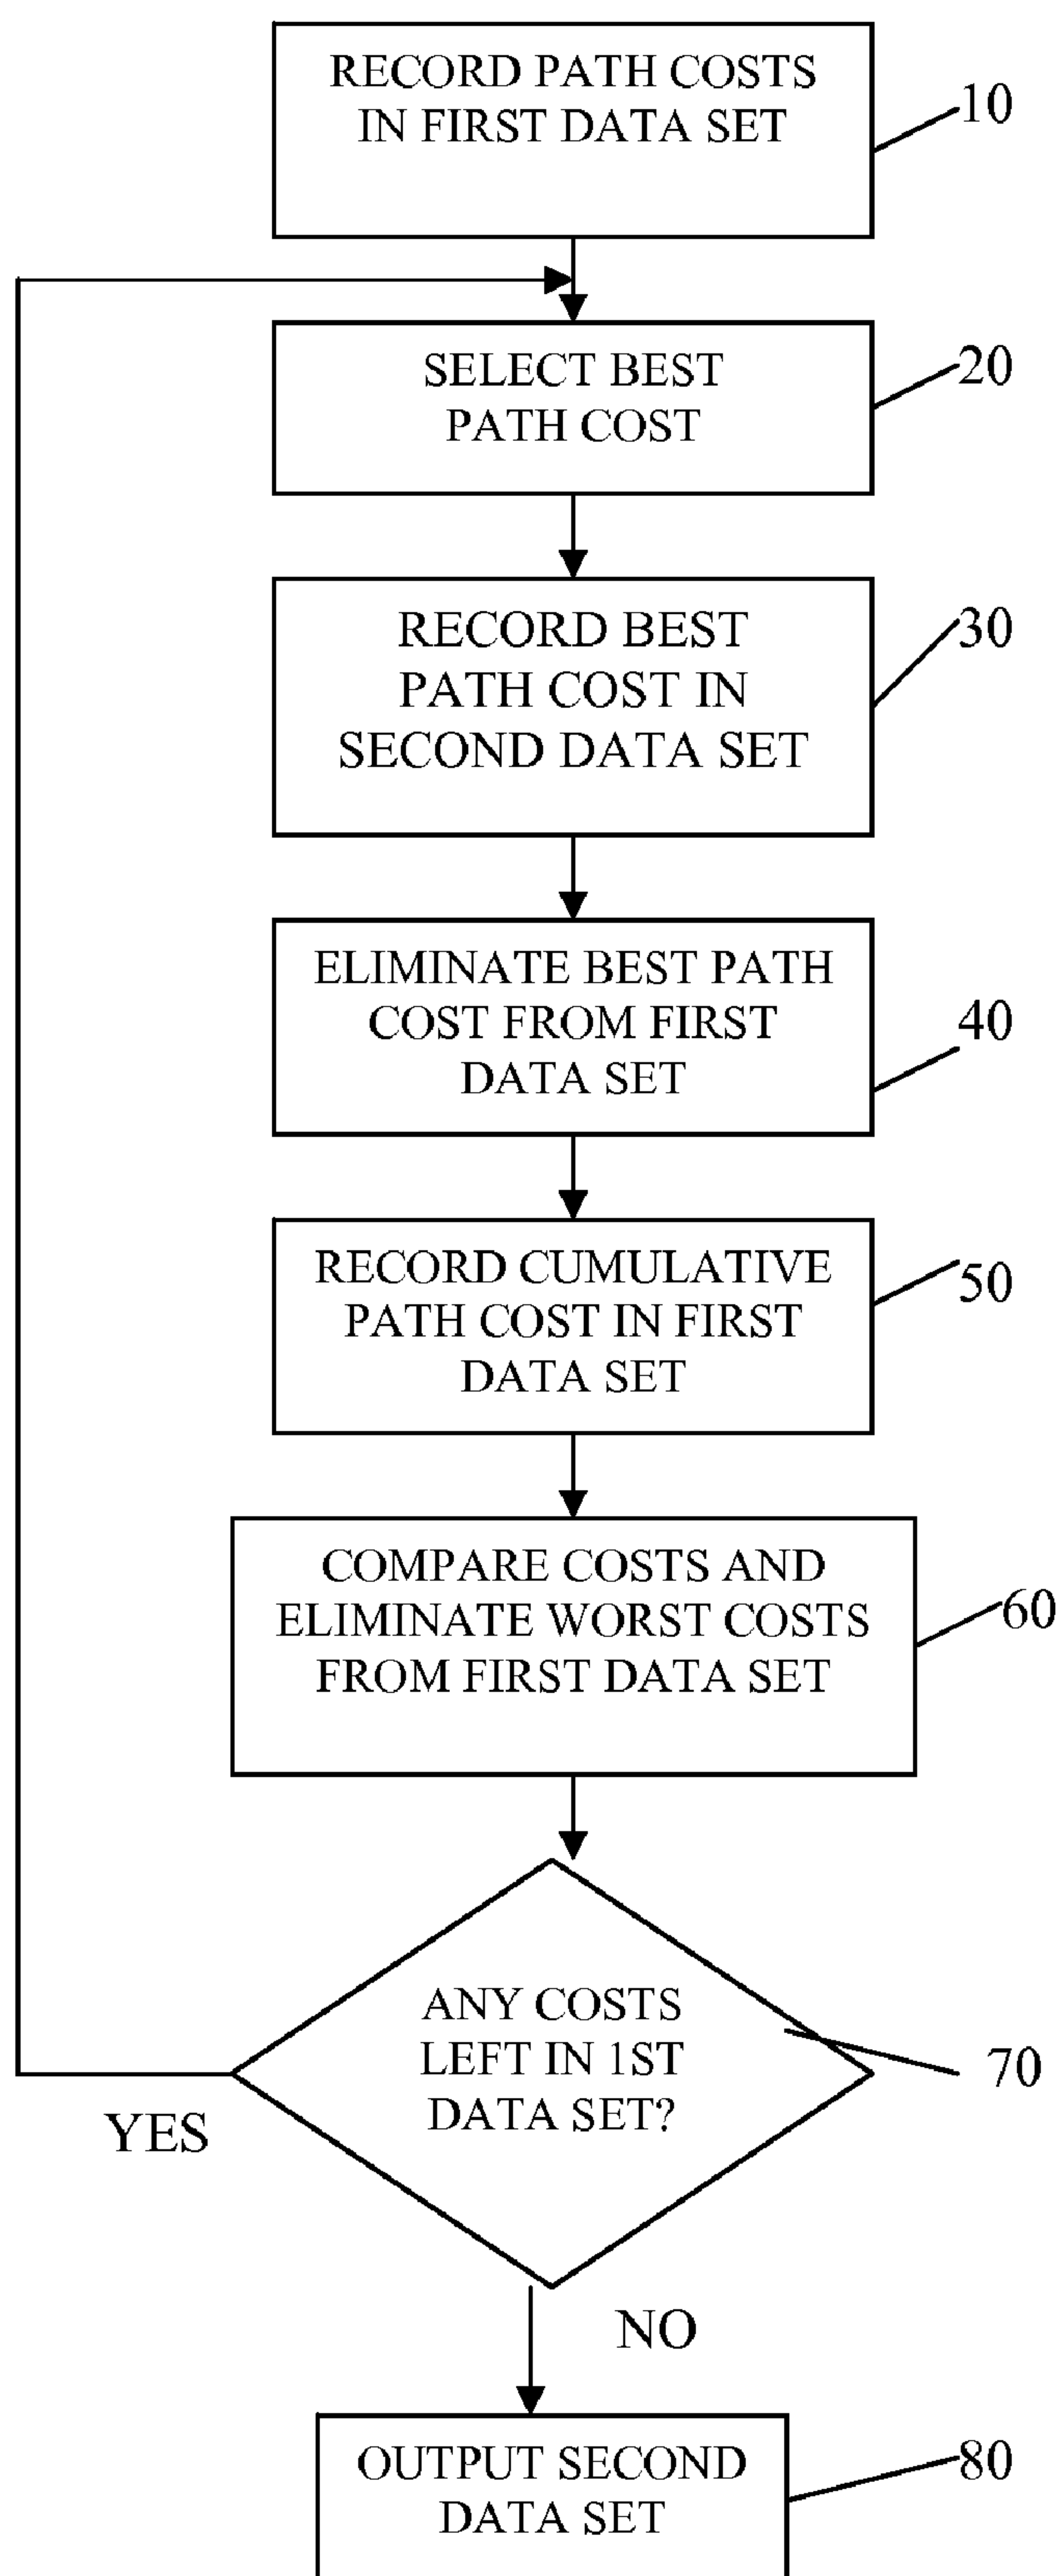 RECORD PATH COSTS
IN FIRST DATA SET
10
SELECT BEST
PATH COST
20
RECORD BEST
PATH COST IN
SECOND DATA SET
30
ELIMINATE BEST PATH
COST FROM FIRST
DATA SET
40
RECORD CUMULATIVE
PATH COST IN FIRST
DATA SET
50
COMPARE COSTS AND
ELIMINATE WORST COSTS
FROM FIRST DATA SET
60
ANY COSTS
LEFT IN 1ST
DATA SET?
70
YES
NO
OUTPUT SECOND
DATA SET
80